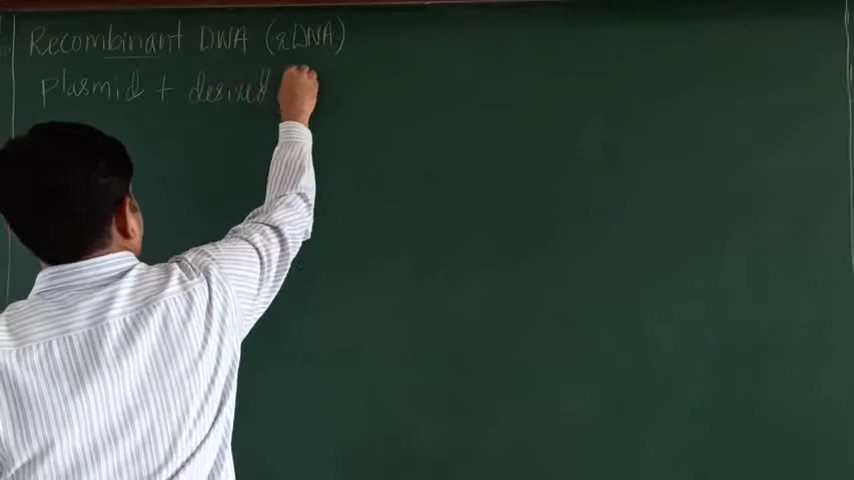 Recombinant DNA (rDNA)
Plasmid + desired